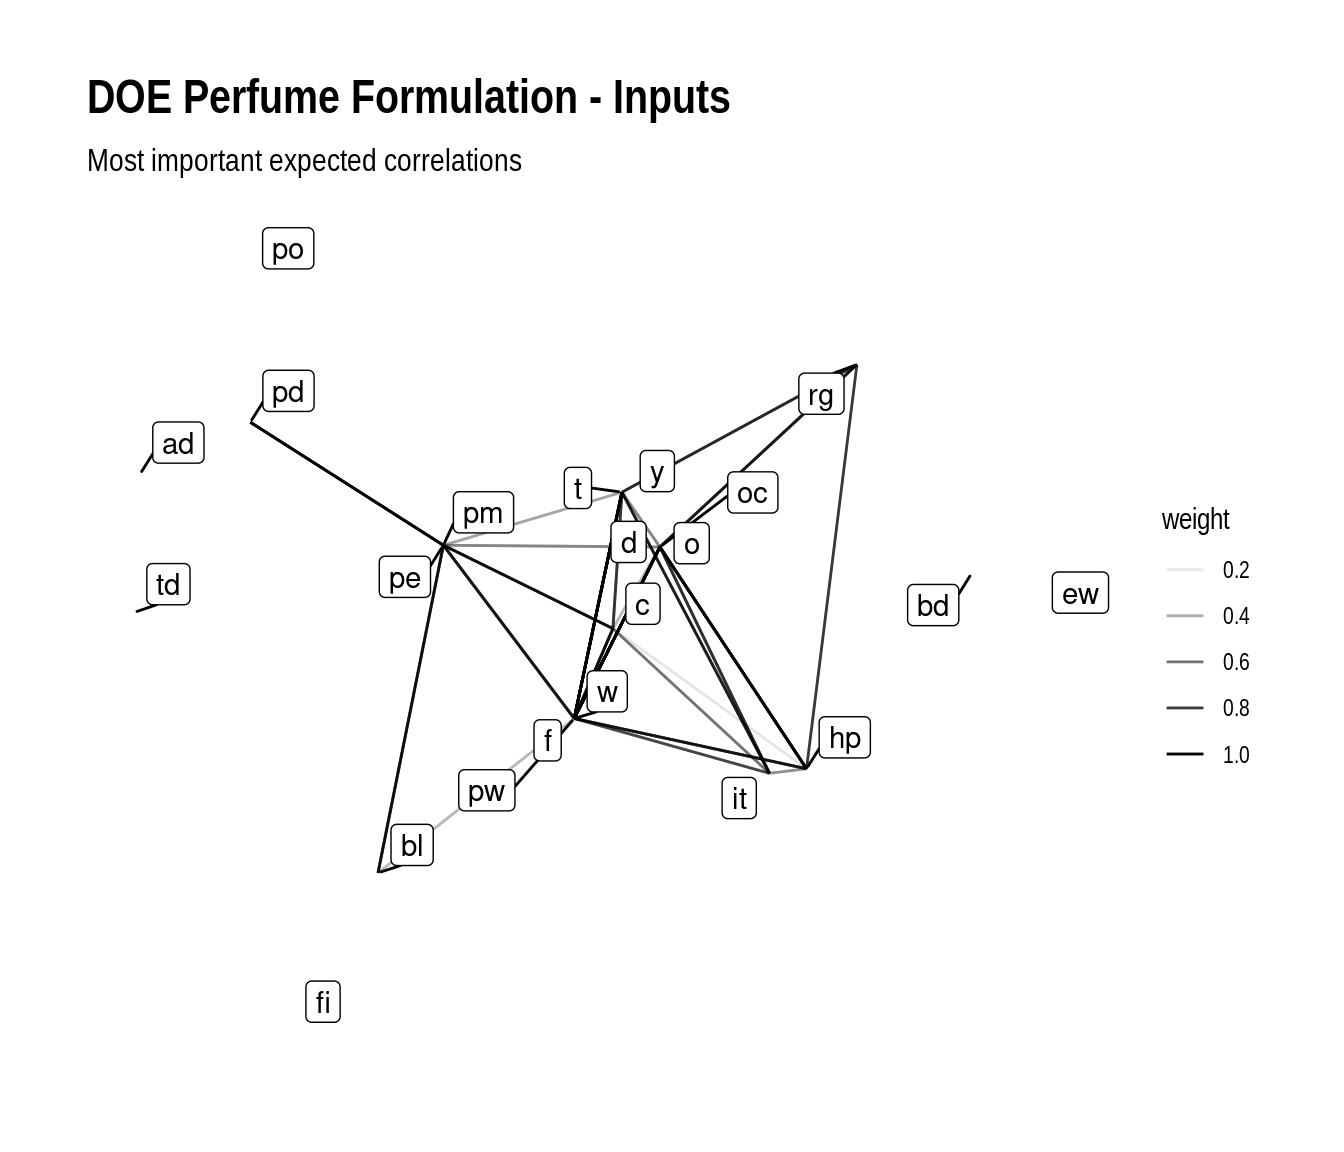 DOE Perfume Formulation - Inputs
Most important expected correlations
po
pd
ad
rg
y
t
oc
pm
d
o
pe
td
c
bd
ew
w
f
hp
pw
it
bl
fi
weight
0.2
0.4
0.6
0.8
1.0